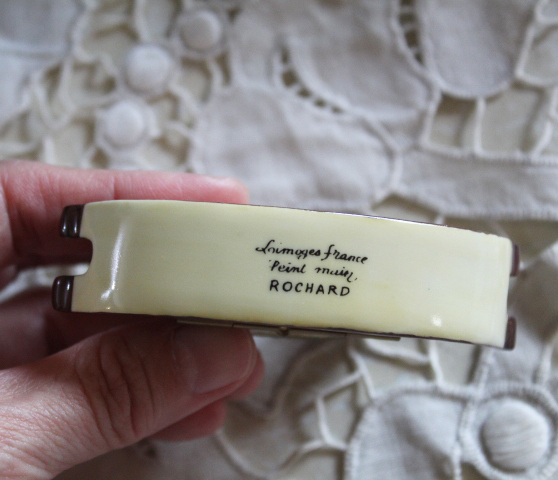 Limoges france
Peint main.
ROCHARD